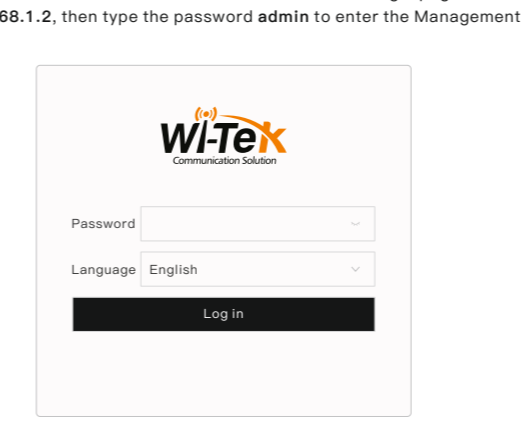 68.1.2, then type the password admin to enter the Management
Wi-Tek
Communication Solution
Password
Language English
Log in